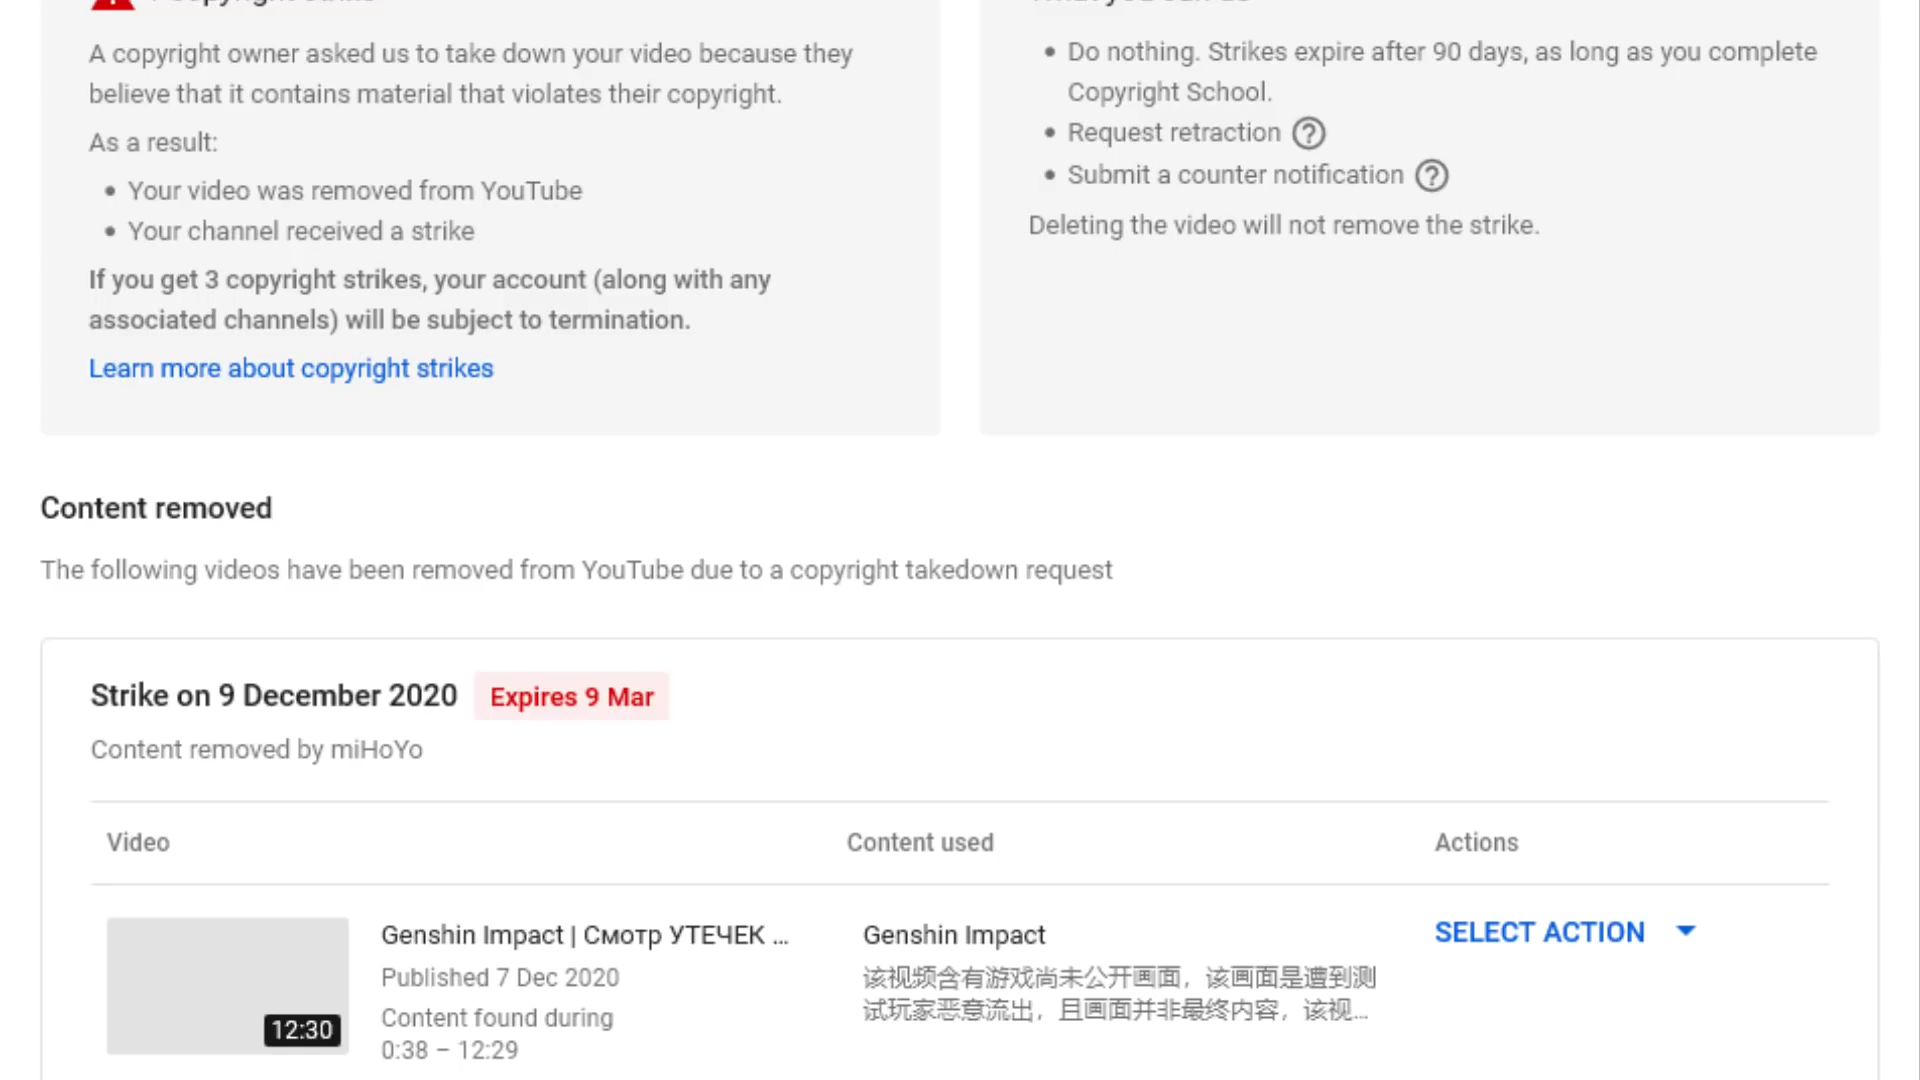 A copyright owner asked us to take down your video because they
believe that it contains material that violates their copyright.
As a result:
• Your video was removed from YouTube
• Your channel received a strike
If you get 3 copyright strikes, your account (along with any
associated channels) will be subject to termination.
Learn more about copyright strikes
• Do nothing. Strikes expire after 90 days, as long as you complete
Copyright School.
• Request retraction
• Submit a counter notification
Deleting the video will not remove the strike.
Content removed
The following videos have been removed from YouTube due to a copyright takedown request
Strike on 9 December 2020 Expires 9 Mar
Content removed by miHoYo
Video Content used Actions
12:30
Genshin Impact | Смотр УТЕЧЕК ...
Published 7 Dec 2020
Content found during
0:38 – 12:29
Genshin Impact
该视频含有游戏尚未公开画面，该画面是遭到测
试玩家恶意流出，且画面并非最终内容，该视...
SELECT ACTION